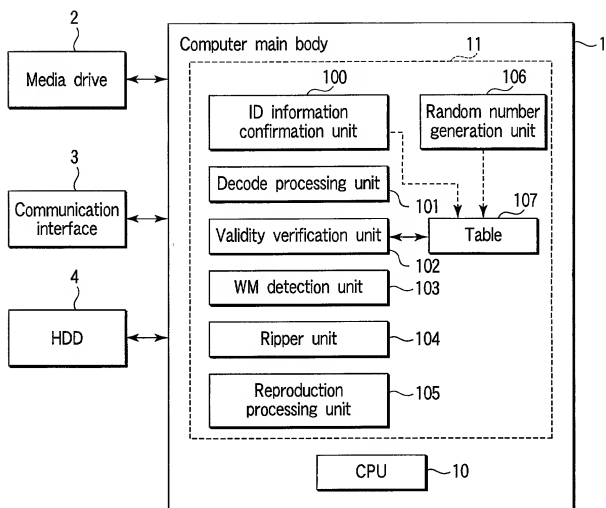 2
Media drive
3
Communication
interface
4
HDD
1
Computer main body
11
100
ID information
confirmation unit
106
Random number
generation unit
Decode processing unit
101
107
Table
Validity verification unit
102
WM detection unit
103
Ripper unit
104
Reproduction
processing unit
105
CPU
10